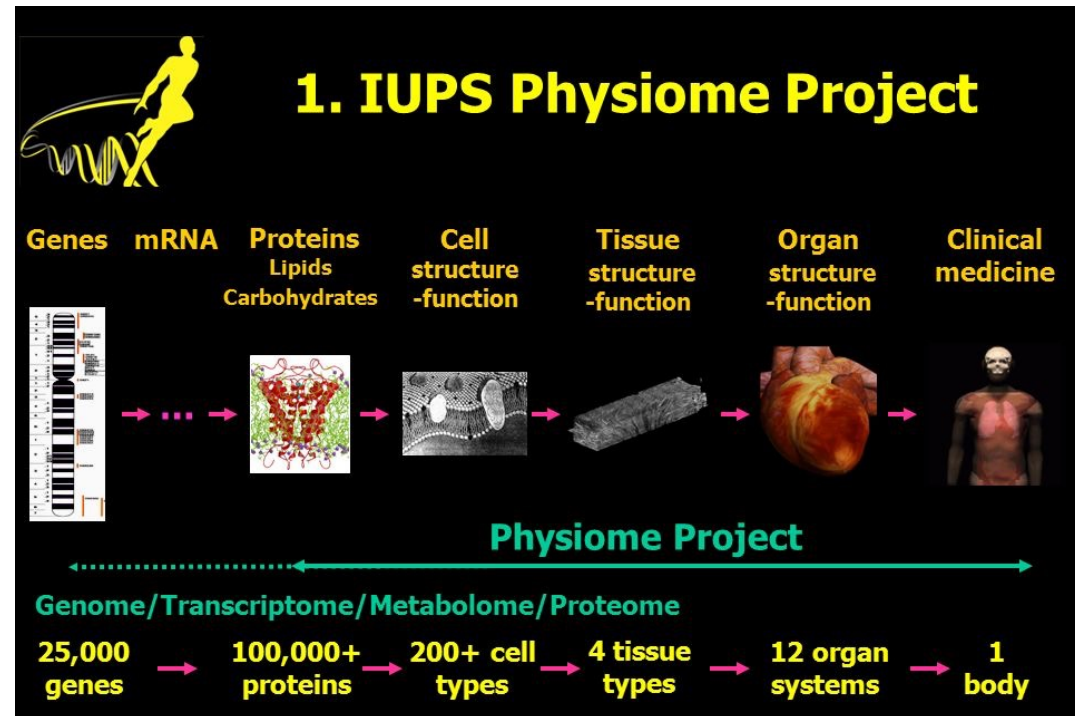 1. IUPS Physiome Project
Genes mRNA Proteins Cell Tissue Organ Clinical
Lipids structure structure structure medicine
Carbohydrates -function -function -function
...
Physiome Project
Genome/Transcriptome/Metabolome/Proteome
25,000 100,000+ 200+ cell 4 tissue 12 organ 1
genes proteins types types systems body